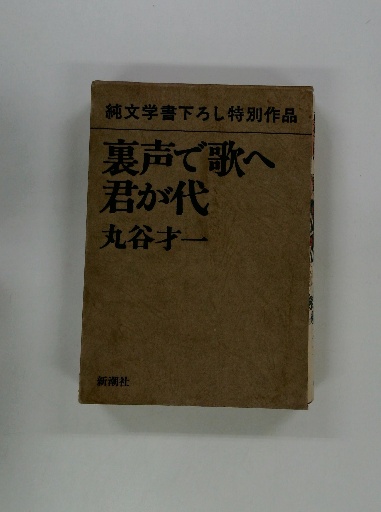 純文学書下ろし特別作品
裏声で歌へ
君が代
丸谷才一
新潮社